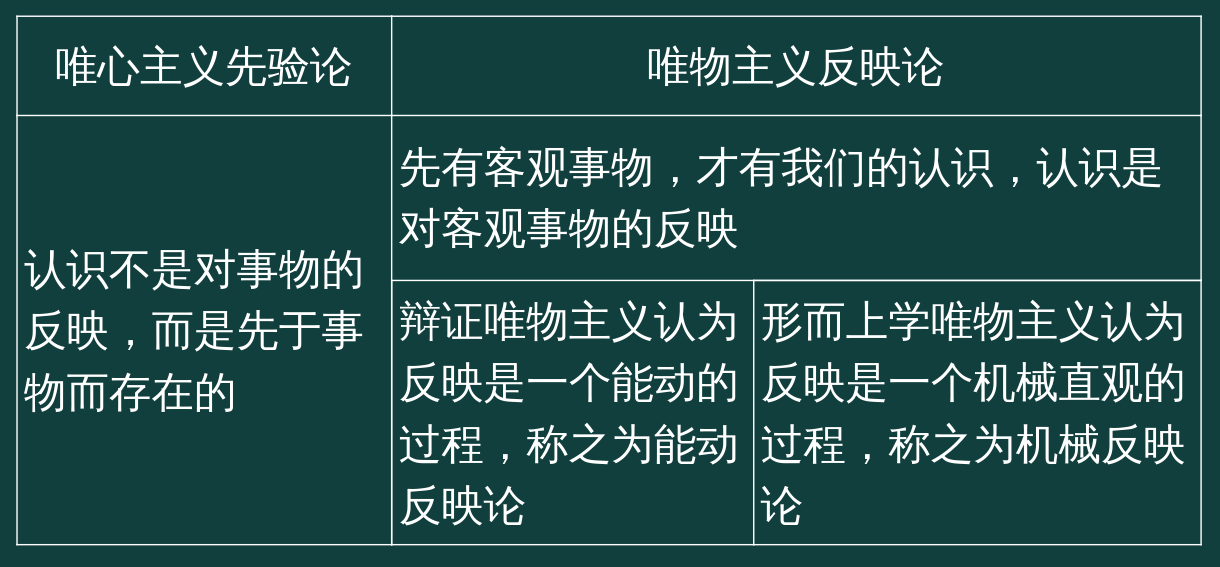 唯心主义先验论
唯物主义反映论
认识不是对事物的
反映，而是先于事
物而存在的
先有客观事物，才有我们的认识，认识是
对客观事物的反映
辩证唯物主义认为
反映是一个能动的
过程，称之为能动
反映论
形而上学唯物主义认为
反映是一个机械直观的
过程，称之为机械反映
论